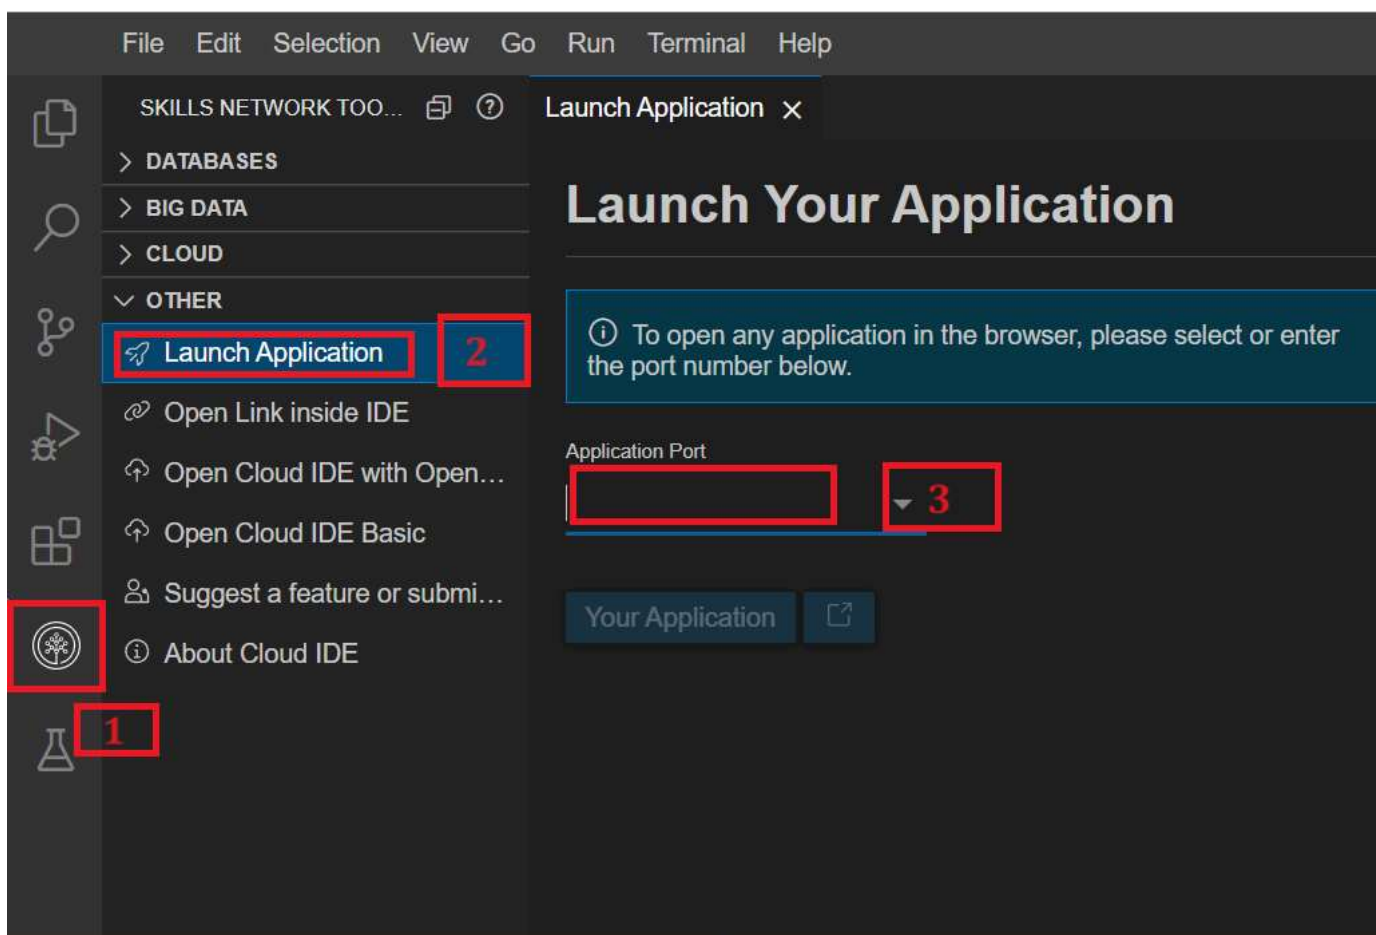 File Edit Selection View Go Run Terminal Help
SKILLS NETWORK TOO...
Launch Application
DATABASES
BIG DATA
CLOUD
OTHER
Launch Application 2
Open Link inside IDE
Open Cloud IDE with Open...
Open Cloud IDE Basic
Suggest a feature or submi...
About Cloud IDE
1
Launch Your Application
To open any application in the browser, please select or enter
the port number below.
Application Port
3
Your Application